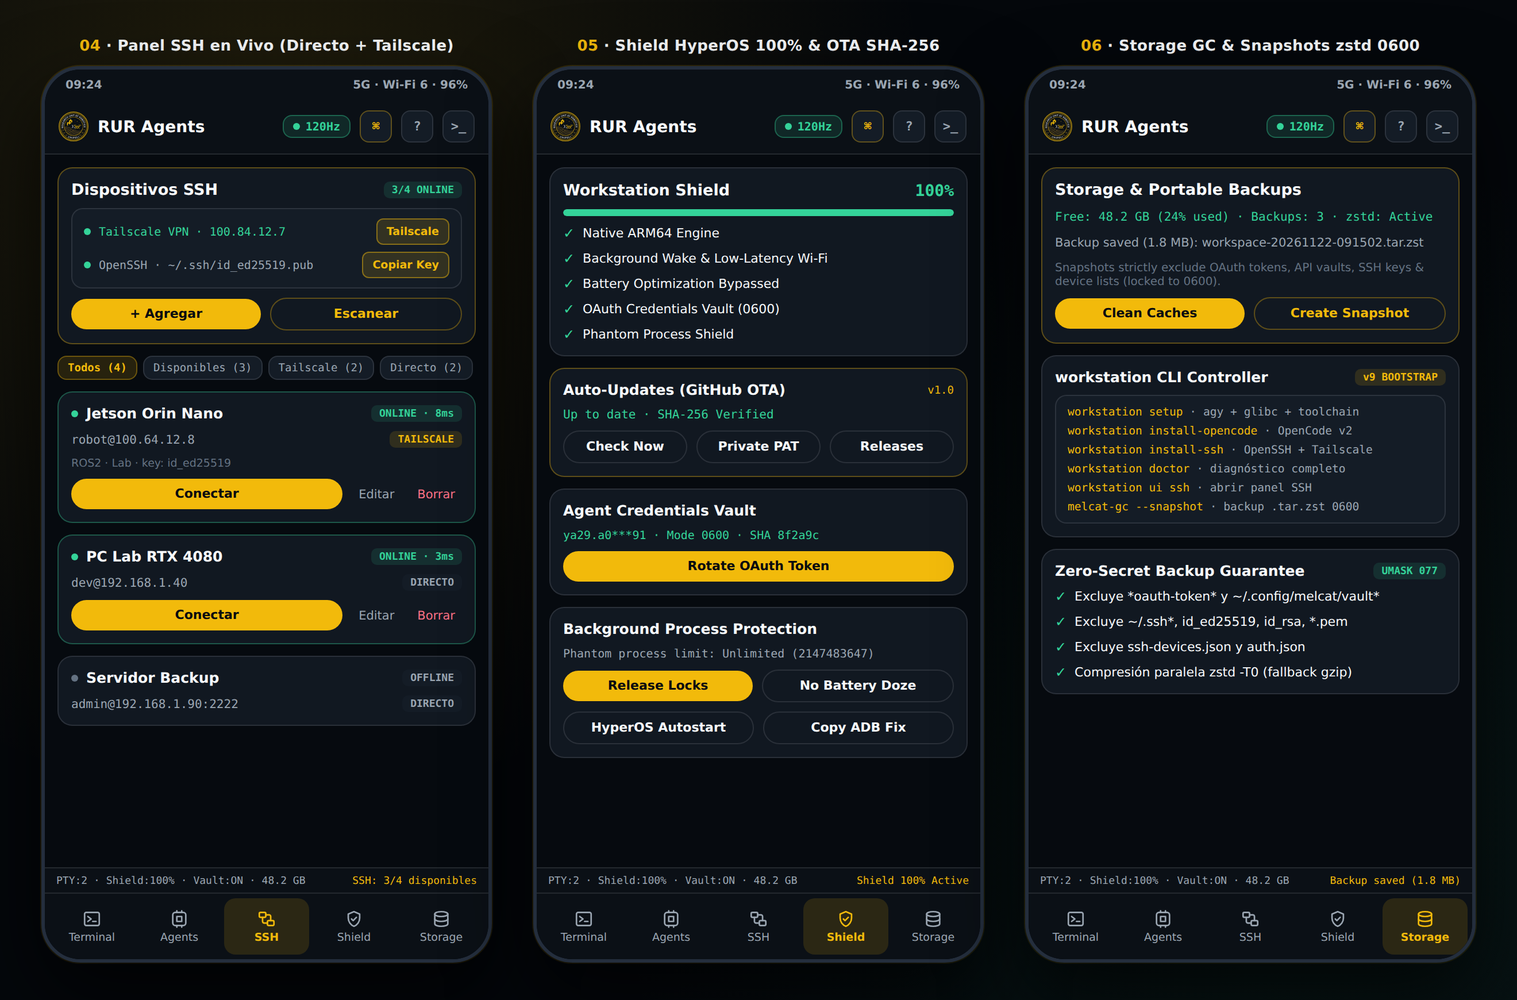 04 · Panel SSH en Vivo (Directo + Tailscale)
09:24
5G · Wi-Fi 6 · 96%
RUR Agents
120Hz
⌘
?
>_
Dispositivos SSH
3/4 ONLINE
Tailscale VPN · 100.84.12.7
Tailscale
OpenSSH · ~/.ssh/id_ed25519.pub
Copiar Key
+ Agregar
Escanear
Todos (4)
Disponibles (3)
Tailscale (2)
Directo (2)
Jetson Orin Nano
ONLINE · 8ms
robot@100.64.12.8
TAILSCALE
ROS2 · Lab · key: id_ed25519
Conectar
Editar
Borrar
PC Lab RTX 4080
ONLINE · 3ms
dev@192.168.1.40
DIRECTO
Conectar
Editar
Borrar
Servidor Backup
OFFLINE
admin@192.168.1.90:2222
DIRECTO
PTY:2 · Shield:100% · Vault:ON · 48.2 GB
SSH: 3/4 disponibles
Terminal
Agents
SSH
Shield
Storage
05 · Shield HyperOS 100% & OTA SHA-256
09:24
5G · Wi-Fi 6 · 96%
RUR Agents
120Hz
⌘
?
>_
Workstation Shield
100%
✓ Native ARM64 Engine
✓ Background Wake & Low-Latency Wi-Fi
✓ Battery Optimization Bypassed
✓ OAuth Credentials Vault (0600)
✓ Phantom Process Shield
Auto-Updates (GitHub OTA)
v1.0
Up to date · SHA-256 Verified
Check Now
Private PAT
Releases
Agent Credentials Vault
ya29.a0***91 · Mode 0600 · SHA 8f2a9c
Rotate OAuth Token
Background Process Protection
Phantom process limit: Unlimited (2147483647)
Release Locks
No Battery Doze
HyperOS Autostart
Copy ADB Fix
PTY:2 · Shield:100% · Vault:ON · 48.2 GB
Shield 100% Active
Terminal
Agents
SSH
Shield
Storage
06 · Storage GC & Snapshots zstd 0600
09:24
5G · Wi-Fi 6 · 96%
RUR Agents
120Hz
⌘
?
>_
Storage & Portable Backups
Free: 48.2 GB (24% used) · Backups: 3 · zstd: Active
Backup saved (1.8 MB): workspace-20261122-091502.tar.zst
Snapshots strictly exclude OAuth tokens, API vaults, SSH keys &
device lists (locked to 0600).
Clean Caches
Create Snapshot
workstation CLI Controller
v9 BOOTSTRAP
workstation setup · agy + glibc + toolchain
workstation install-opencode · OpenCode v2
workstation install-ssh · OpenSSH + Tailscale
workstation doctor · diagnóstico completo
workstation ui ssh · abrir panel SSH
melcat-gc --snapshot · backup .tar.zst 0600
Zero-Secret Backup Guarantee
UMASK 077
✓ Excluye *oauth-token* y ~/.config/melcat/vault*
✓ Excluye ~/.ssh*, id_ed25519, id_rsa, *.pem
✓ Excluye ssh-devices.json y auth.json
✓ Compresión paralela zstd -T0 (fallback gzip)
PTY:2 · Shield:100% · Vault:ON · 48.2 GB
Backup saved (1.8 MB)
Terminal
Agents
SSH
Shield
Storage